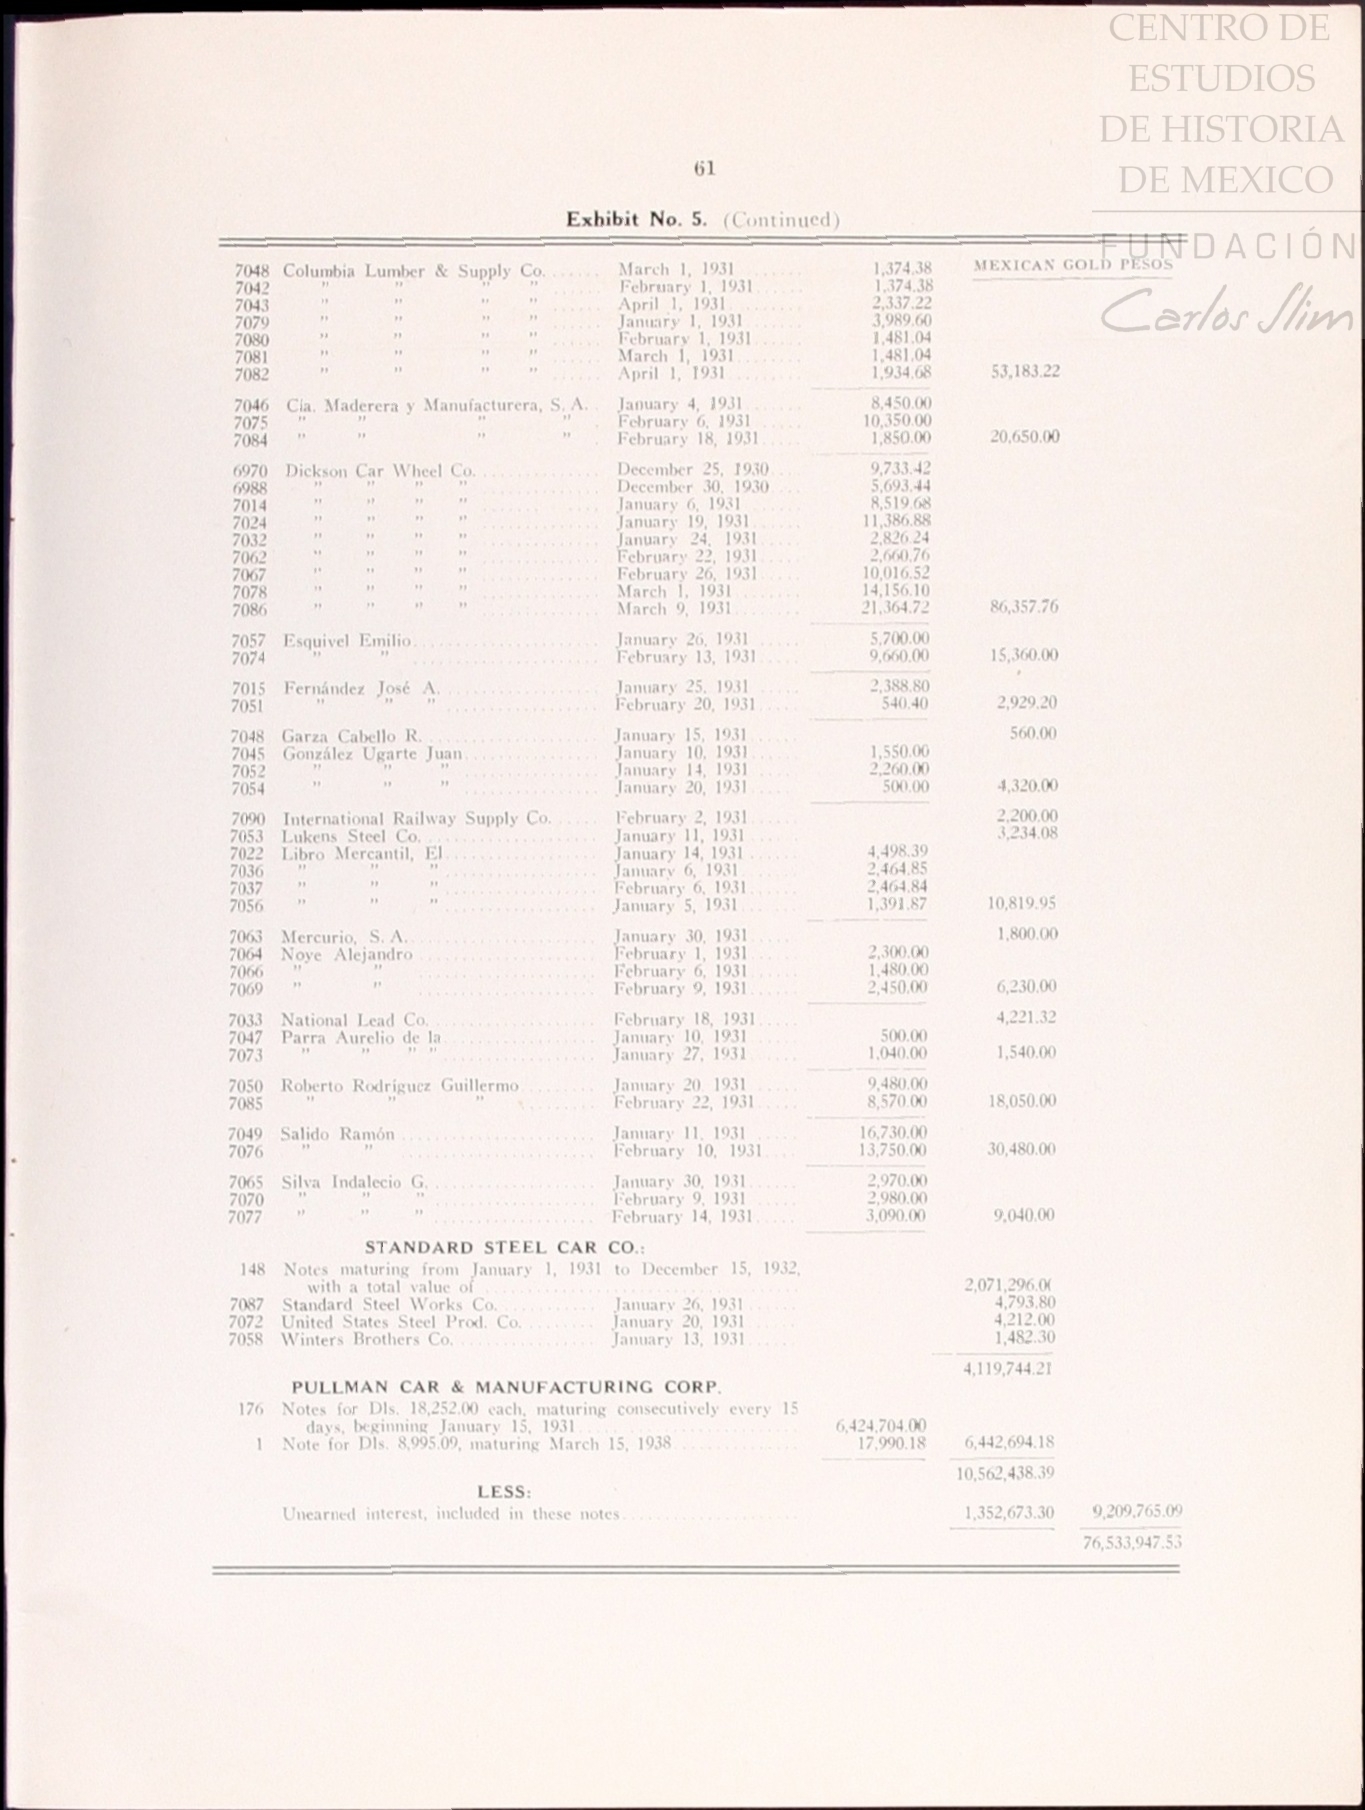 CENTRO DE
ESTUDIOS
DE HISTORIA
DE MEXICO
FUNDACIÓN
Carlos Slim
61
Exhibit No. 5. (Continued)
MEXICAN GOLD PESOS
7048 Columbia Lumber & Supply Co. ...... March 1, 1931 ....... 1,374.38
7042 " " " " ...... February 1, 1931 ...... 1,374.38
7043 " " " " ...... April 1, 1931 ........ 2,337.22
7079 " " " " ...... January 1, 1931 ...... 3,989.60
7080 " " " " ...... February 1, 1931 ...... 1,481.04
7081 " " " " ...... March 1, 1931 ........ 1,481.04
7082 " " " " ...... April 1, 1931 ........ 1,934.68 53,183.22
7046 Cia. Maderera y Manufacturera, S. A. . January 4, 1931 ...... 8,450.00
7075 " " " " . February 6, 1931 ..... 10,350.00
7084 " " " " . February 18, 1931 ..... 1,850.00 20,650.00
6970 Dickson Car Wheel Co. ............. December 25, 1930 ... 9,733.42
6988 " " " " ............. December 30, 1930 ... 5,693.44
7014 " " " " ............. January 6, 1931 ...... 8,519.68
7024 " " " " ............. January 19, 1931 ..... 11,386.88
7032 " " " " ............. January 24, 1931 ..... 2,826.24
7062 " " " " ............. February 22, 1931 ..... 2,660.76
7067 " " " " ............. February 26, 1931 ..... 10,016.52
7078 " " " " ............. March 1, 1931 ....... 14,156.10
7086 " " " " ............. March 9, 1931 ....... 21,364.72 86,357.76
7057 Esquivel Emilio .................... January 26, 1931 ..... 5,700.00
7074 " " .................... February 13, 1931 ..... 9,660.00 15,360.00
7015 Fernández José A. ................. January 25, 1931 ..... 2,388.80
7051 " " " ................. February 20, 1931 ..... 540.40 2,929.20
7048 Garza Cabello R. .................. January 15, 1931 ..... 560.00
7045 González Ugarte Juan .............. January 10, 1931 ..... 1,550.00
7052 " " " .............. January 14, 1931 ..... 2,260.00
7054 " " " .............. January 20, 1931 ..... 500.00 4,320.00
7090 International Railway Supply Co. ..... February 2, 1931 ...... 2,200.00
7053 Lukens Steel Co. .................. January 11, 1931 ..... 3,234.08
7022 Libro Mercantil, El ................ January 14, 1931 ..... 4,498.39
7036 " " " ................ January 6, 1931 ...... 2,464.85
7037 " " " ................ February 6, 1931 ...... 2,464.84
7056 " " " ................ January 5, 1931 ...... 1,391.87 10,819.95
7063 Mercurio, S. A. ................... January 30, 1931 ..... 1,800.00
7064 Noye Alejandro ................... February 1, 1931 ..... 2,300.00
7066 " " ................... February 6, 1931 ...... 1,480.00
7069 " " ................... February 9, 1931 ...... 2,450.00 6,230.00
7033 National Lead Co. ................. February 18, 1931 ..... 4,221.32
7047 Parra Aurelio de la ................ January 10, 1931 ..... 500.00
7073 " " " " ................ January 27, 1931 ..... 1,040.00 1,540.00
7050 Roberto Rodríguez Guillermo ........ January 20 1931 ..... 9,480.00
7085 " " " ........ February 22, 1931 ..... 8,570.00 18,050.00
7049 Salido Ramón ..................... January 11, 1931 ..... 16,730.00
7076 " " ..................... February 10, 1931 .... 13,750.00 30,480.00
7065 Silva Indalecio G. .................. January 30, 1931 ...... 2,970.00
7070 " " " .................. February 9, 1931 ...... 2,980.00
7077 " " " .................. February 14, 1931 ..... 3,090.00 9,040.00
STANDARD STEEL CAR CO.:
148 Notes maturing from January 1, 1931 to December 15, 1932,
with a total value of .................................... 2,071,296.0
7087 Standard Steel Works Co. ........... January 26, 1931 ..... 4,793.80
7072 United States Steel Prod. Co. ........ January 20, 1931 ..... 4,212.00
7058 Winters Brothers Co. ............... January 13, 1931 ...... 1,482.30
4,119,744.21
PULLMAN CAR & MANUFACTURING CORP.
176 Notes for Dls. 18,252.00 each, maturing consecutively every 15
days, beginning January 15, 1931 ......................... 6,424,704.00
1 Note for Dls. 8,995.09, maturing March 15, 1938 .............. 17,990.18 6,442,694.18
10,562,438.39
LESS:
Unearned interest, included in these notes .................... 1,352,673.30 9,209,765.09
76,533,947.53